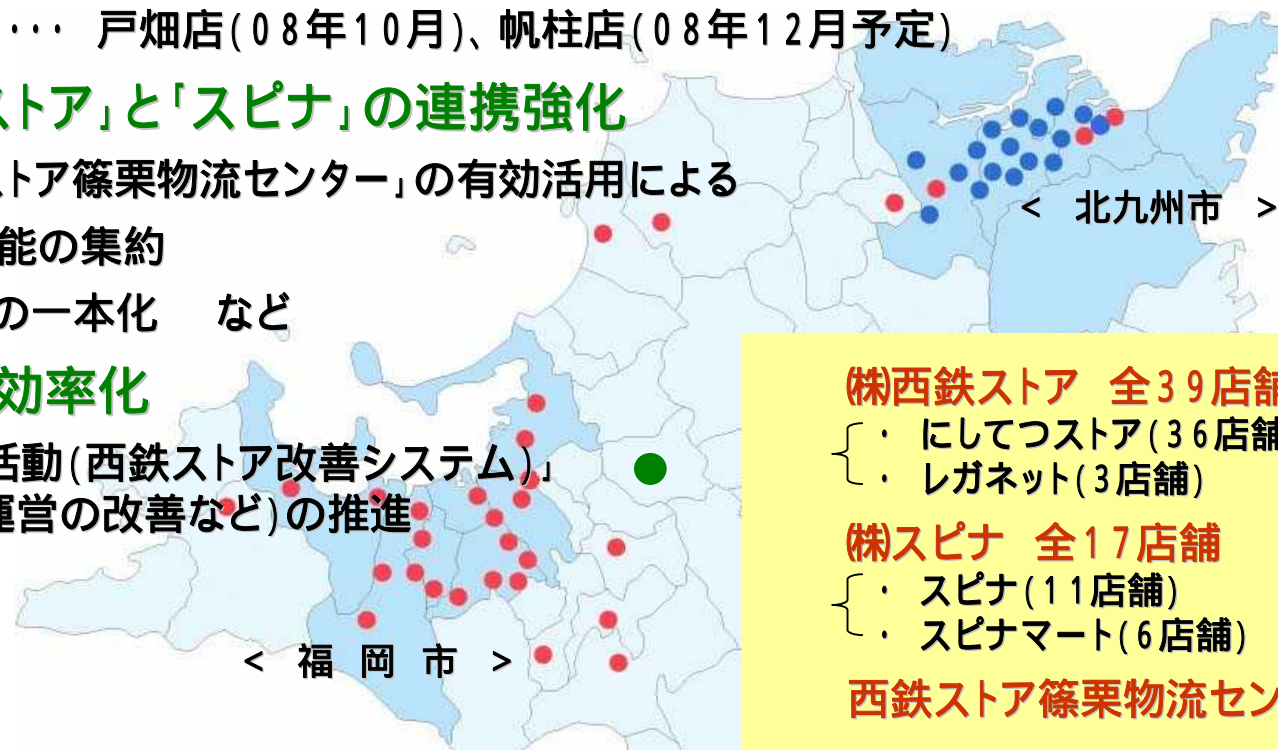 ・・・ 戸畑店(08年10月)、帆柱店(08年12月予定)
ストア」と「スピナ」の連携強化
ストア篠栗物流センター」の有効活用による
能の集約
の一本化 など
効率化
活動(西鉄ストア改善システム)」
運営の改善など)の推進
< 北九州市 >
< 福岡市 >
㈱西鉄ストア 全39店舗
・ にしてつストア(36店舗
・ レガネット(3店舗)
㈱スピナ 全17店舗
・ スピナ(11店舗)
・ スピナマート(6店舗)
西鉄ストア篠栗物流セン